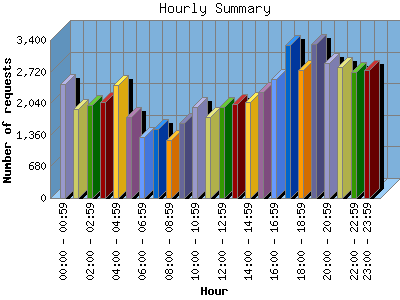 Hourly Summary
Number of requests
3,400
2,720
2,040
1,360
680
0
00:00 - 00:59
02:00 - 02:59
04:00 - 04:59
06:00 - 06:59
08:00 - 08:59
10:00 - 10:59
12:00 - 12:59
14:00 - 14:59
16:00 - 16:59
18:00 - 18:59
20:00 - 20:59
22:00 - 22:59
23:00 - 23:59
Hour